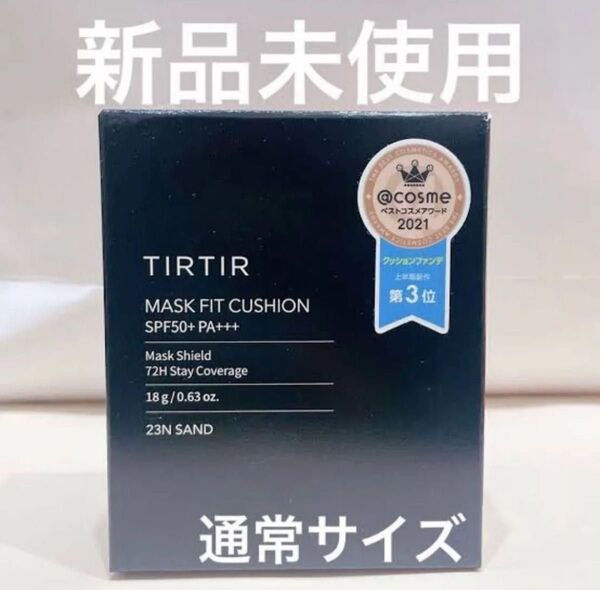 新品未使用
@cosme
ベストコスメアワード
2021
クッションファンデ
上半期新作
第3位
TIRTIR
MASK FIT CUSHION
SPF50+ PA+++
Mask Shield
72H Stay Coverage
18 g / 0.63 oz.
23N SAND
通常サイズ